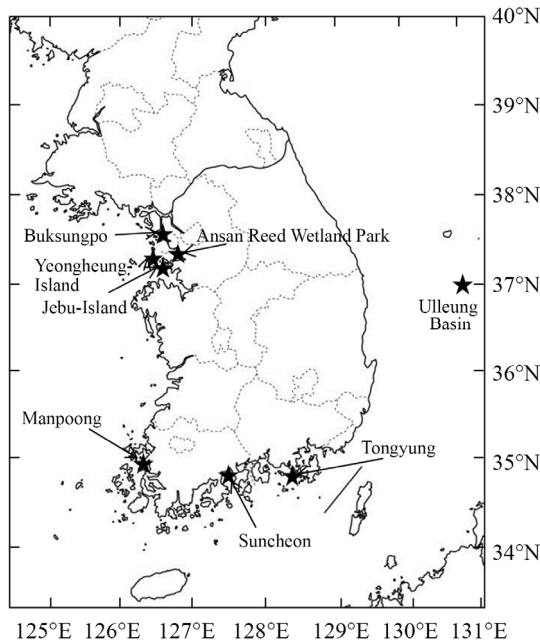 40°N
39°N
38°N
Buksungpo
Ansan Reed Wetland Park
Yeongheung
Island
Jebu-Island
37°N
Ulleung
Basin
36°N
Manpoong
Tongyung
35°N
Suncheon
34°N
125°E 126°E 127°E 128°E 129°E 130°E 131°E